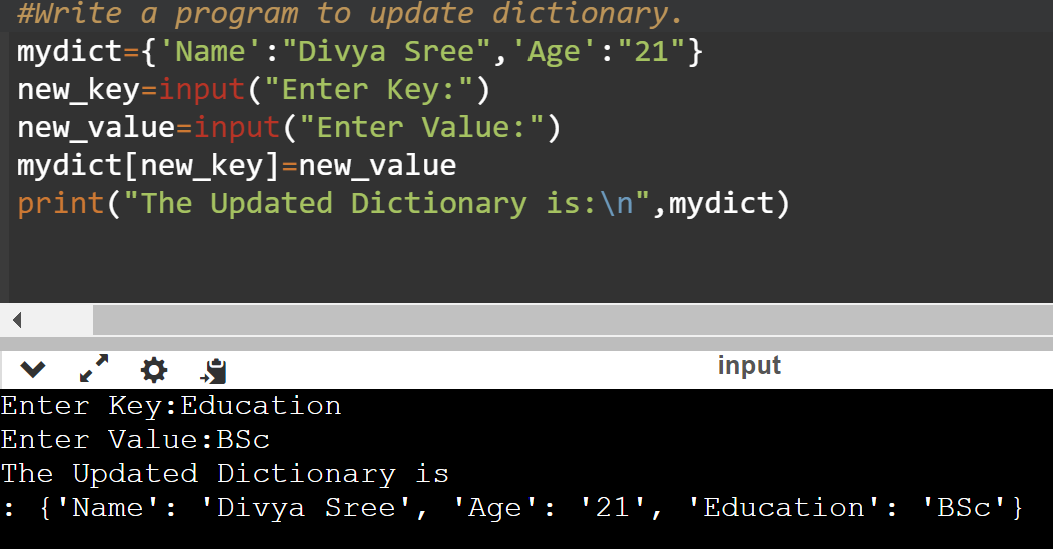 #Write a program to update dictionary.
mydict={'Name':"Divya Sree",'Age':"21"}
new_key=input("Enter Key:")
new_value=input("Enter Value:")
mydict[new_key]=new_value
print("The Updated Dictionary is:\n",mydict)
input
Enter Key:Education
Enter Value:BSc
The Updated Dictionary is
: {'Name': 'Divya Sree', 'Age': '21', 'Education': 'BSc'}